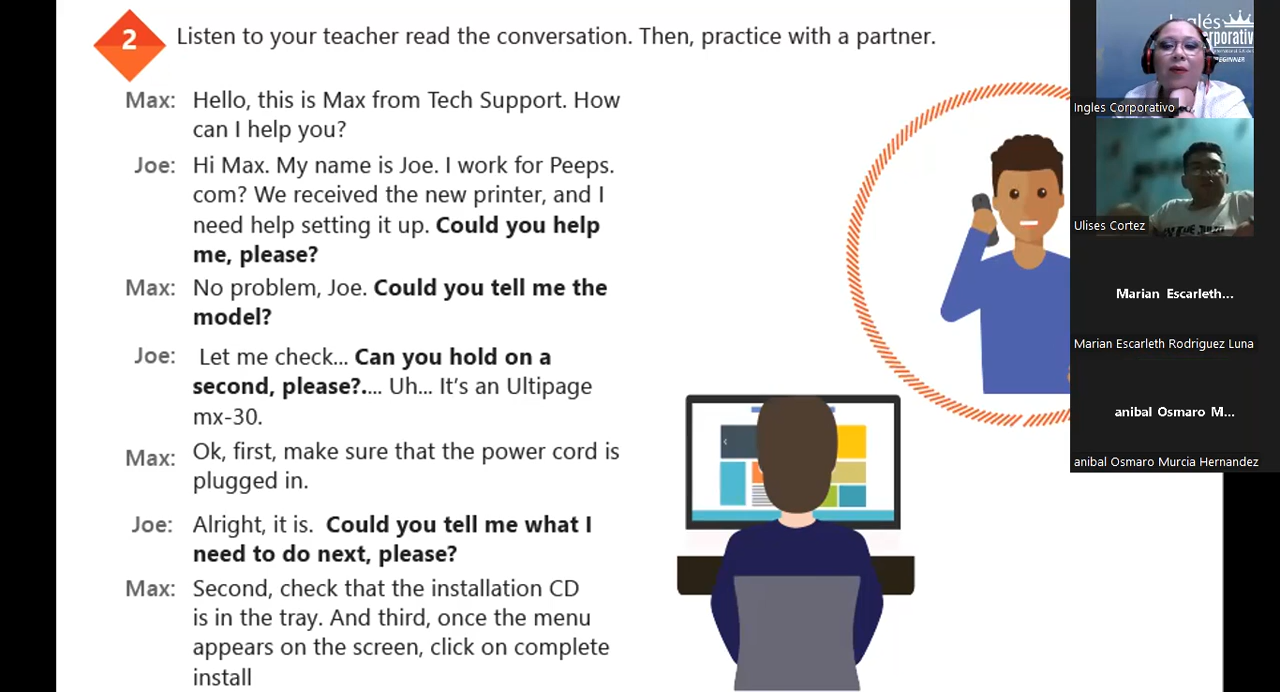 2
Listen to your teacher read the conversation. Then, practice with a partner.
Max: Hello, this is Max from Tech Support. How
can I help you?
Joe: Hi Max. My name is Joe. I work for Peeps.
com? We received the new printer, and I
need help setting it up. Could you help
me, please?
Max: No problem, Joe. Could you tell me the
model?
Joe: Let me check... Can you hold on a
second, please?.... Uh... It's an Ultipage
mx-30.
Max: Ok, first, make sure that the power cord is
plugged in.
Joe: Alright, it is. Could you tell me what I
need to do next, please?
Max: Second, check that the installation CD
is in the tray. And third, once the menu
appears on the screen, click on complete
install
Inglés
Ingles Corporativo
Ulises Cortez
Marian Escarleth...
Marian Escarleth Rodriguez Luna
anibal Osmaro M...
anibal Osmaro Murcia Hernandez